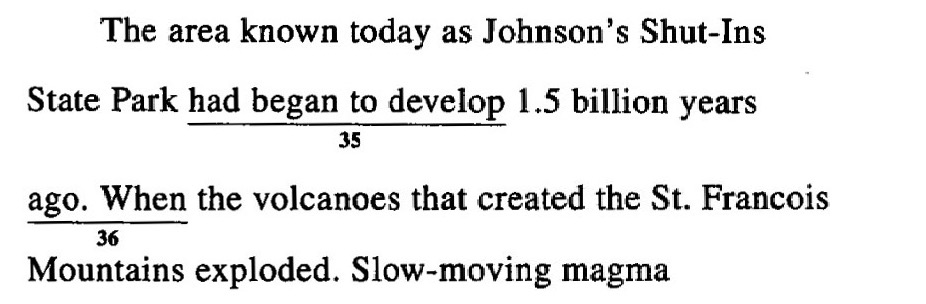 The area known today as Johnson's Shut-Ins
State Park had began to develop 1.5 billion years
35
ago. When the volcanoes that created the St. Francois
36
Mountains exploded. Slow-moving magma